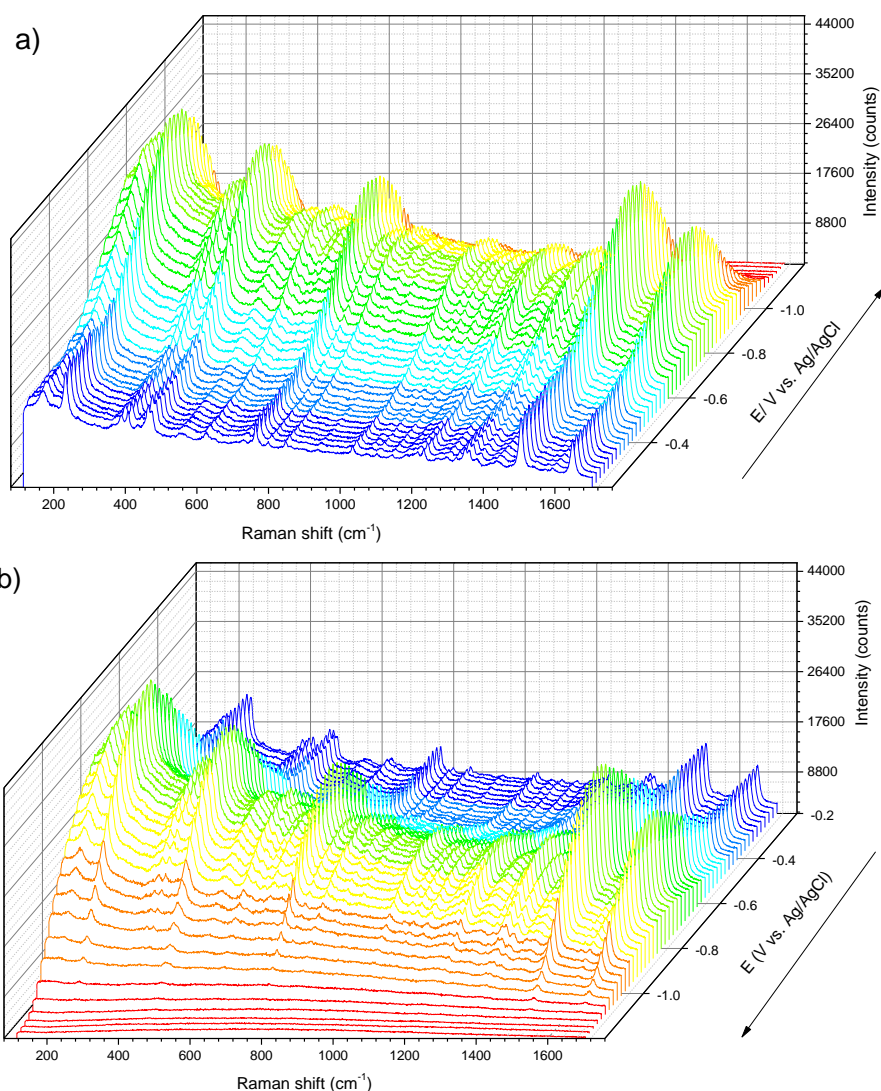 a)
44000
35200
26400
17600
8800
Intensity (counts)
-1.0
-0.8
-0.6
-0.4
E/ V vs. Ag/AgCl
200 400 600 800 1000 1200 1400 1600
Raman shift (cm⁻¹)
b)
44000
35200
26400
17600
8800
-0.2
Intensity (counts)
-0.4
-0.6
-0.8
-1.0
E (V vs. Ag/AgCl)
200 400 600 800 1000 1200 1400 1600
Raman shift (cm⁻¹)